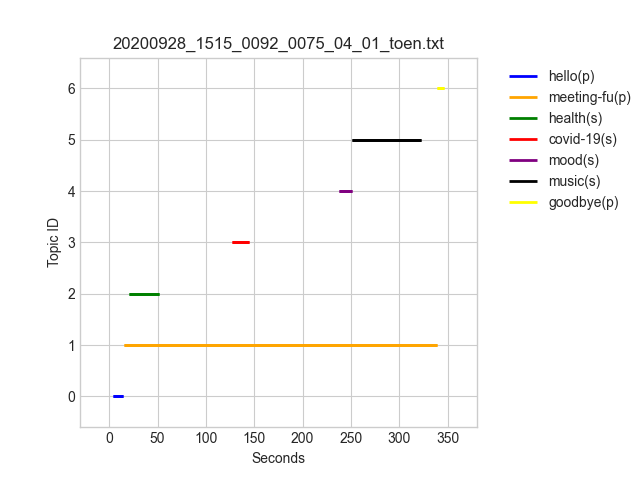 20200928_1515_0092_0075_04_01_toen.txt
hello(p)
meeting-fu(p)
health(s)
covid-19(s)
mood(s)
music(s)
goodbye(p)
Topic ID
6
5
4
3
2
1
0
0 50 100 150 200 250 300 350
Seconds